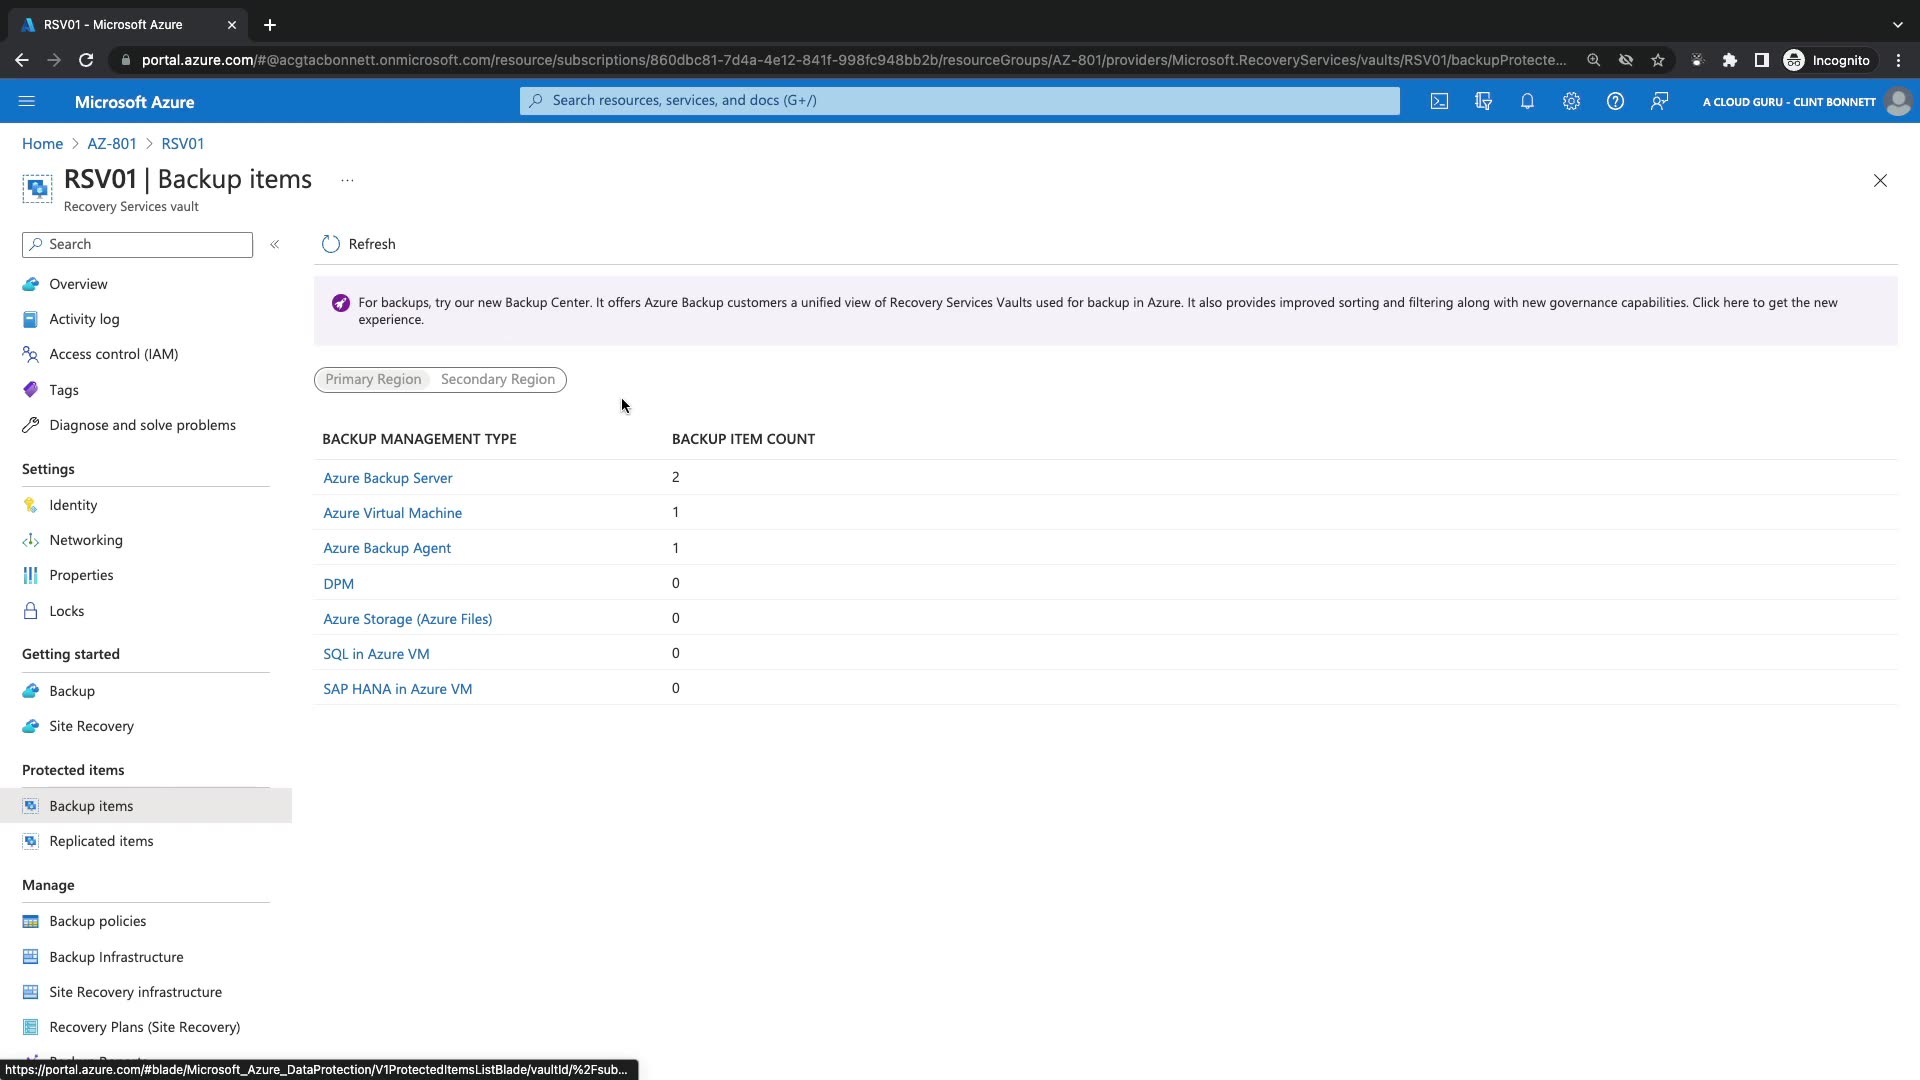 RSV01 - Microsoft Azure
portal.azure.com/#@acgtacbonnett.onmicrosoft.com/resource/subscriptions/860dbc81-7d4a-4e12-841f-998fc948bb2b/resourceGroups/AZ-801/providers/Microsoft.RecoveryServices/vaults/RSV01/backupProtecte...
Incognito
Microsoft Azure
Search resources, services, and docs (G+/)
A CLOUD GURU - CLINT BONNETT
Home > AZ-801 > RSV01
RSV01 | Backup items ...
Recovery Services vault
Search
«
Refresh
For backups, try our new Backup Center. It offers Azure Backup customers a unified view of Recovery Services Vaults used for backup in Azure. It also provides improved sorting and filtering along with new governance capabilities. Click here to get the new
experience.
Primary Region Secondary Region
BACKUP MANAGEMENT TYPE BACKUP ITEM COUNT
Azure Backup Server 2
Azure Virtual Machine 1
Azure Backup Agent 1
DPM 0
Azure Storage (Azure Files) 0
SQL in Azure VM 0
SAP HANA in Azure VM 0
Overview
Activity log
Access control (IAM)
Tags
Diagnose and solve problems
Settings
Identity
Networking
Properties
Locks
Getting started
Backup
Site Recovery
Protected items
Backup items
Replicated items
Manage
Backup policies
Backup Infrastructure
Site Recovery infrastructure
Recovery Plans (Site Recovery)
https://portal.azure.com/#blade/Microsoft_Azure_DataProtection/V1ProtectedItemsListBlade/vaultId/%2Fsub...